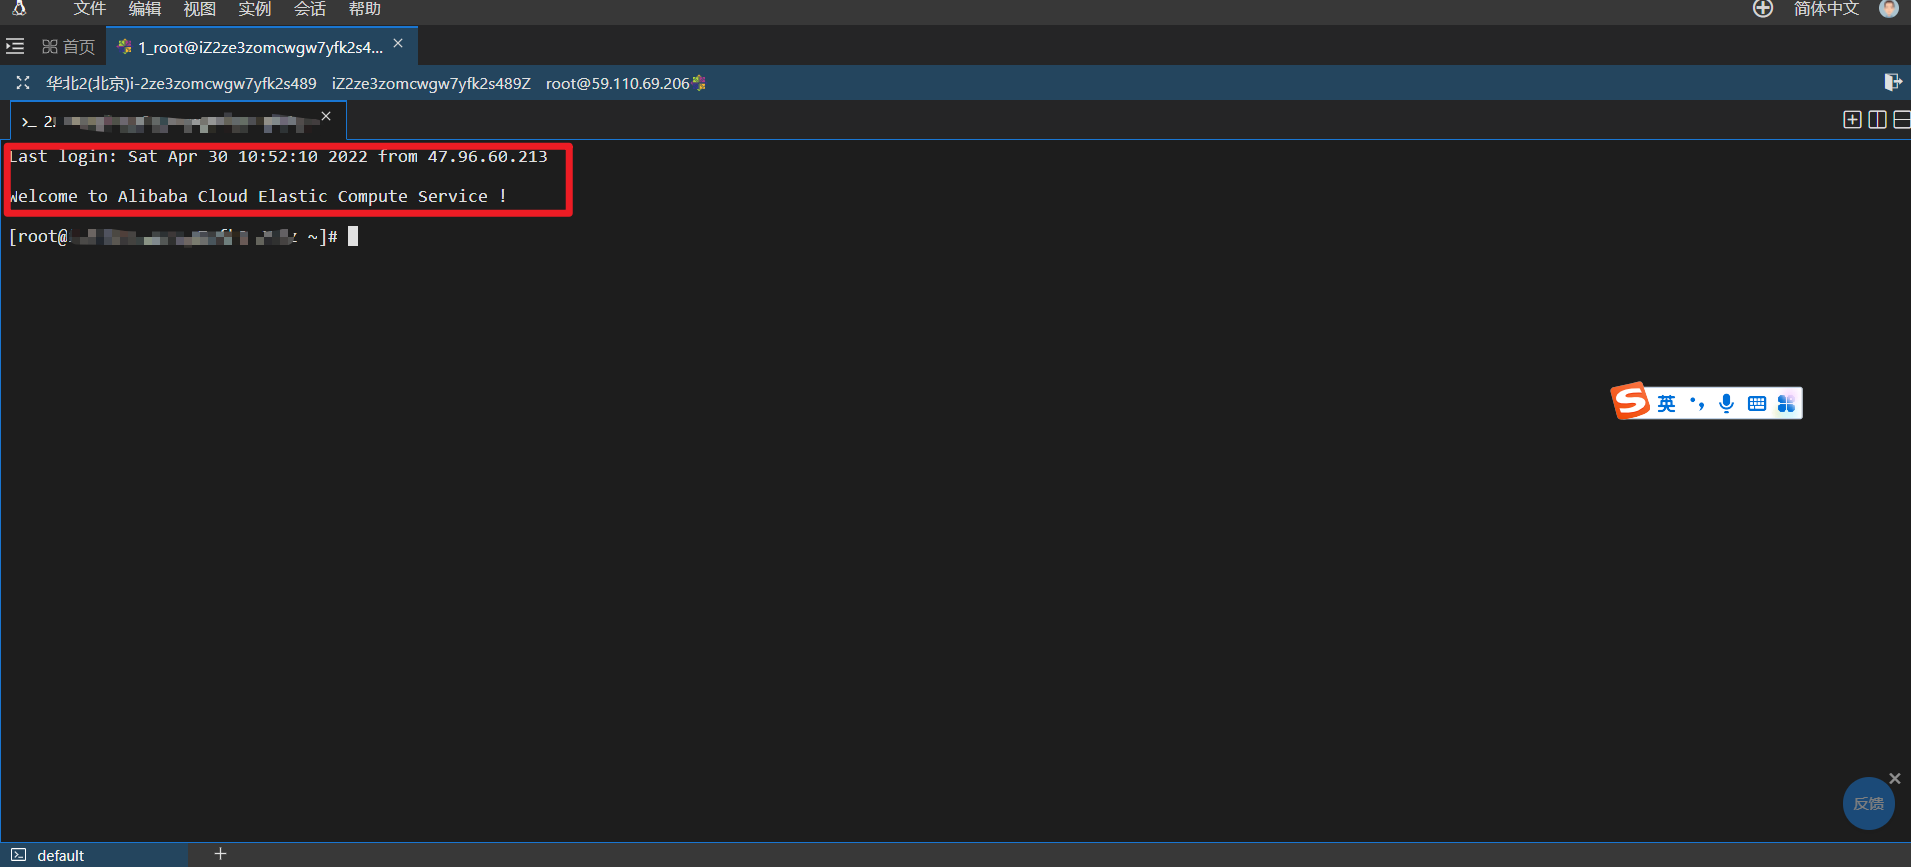 文件 编辑 视图 实例 会话 帮助 简体中文
首页 1_root@iZ2ze3zomcwgw7yfk2s4...
华北2(北京)i-2ze3zomcwgw7yfk2s489 iZ2ze3zomcwgw7yfk2s489Z root@59.110.69.206
>_ 2.
Last login: Sat Apr 30 10:52:10 2022 from 47.96.60.213
Welcome to Alibaba Cloud Elastic Compute Service !
[root@ ~]#
英
反馈
default